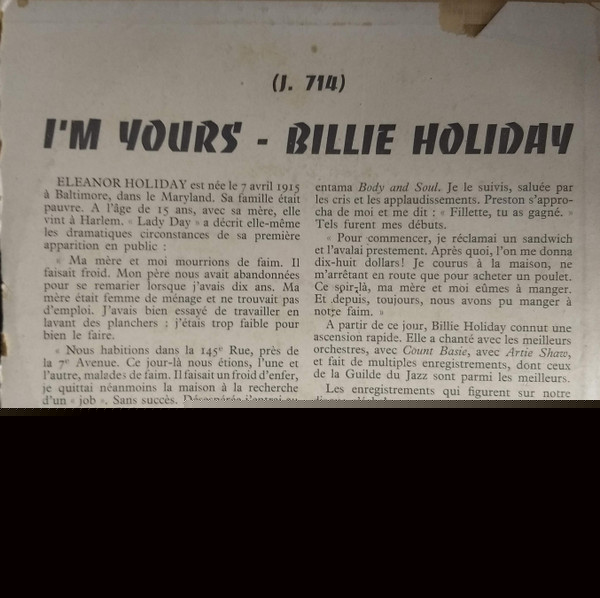 (J. 714)
I'M YOURS - BILLIE HOLIDAY
ELEANOR HOLIDAY est née le 7 avril 1915
à Baltimore, dans le Maryland. Sa famille était
pauvre. A l'âge de 15 ans, avec sa mère, elle
vint à Harlem. « Lady Day » a décrit elle-même
les dramatiques circonstances de sa première
apparition en public :
« Ma mère et moi mourrions de faim. Il
faisait froid. Mon père nous avait abandonnées
pour se remarier lorsque j'avais dix ans. Ma
mère était femme de ménage et ne trouvait pas
d'emploi. J'avais bien essayé de travailler en
lavant des planchers ; j'étais trop faible pour
bien le faire.
« Nous habitions dans la 145e Rue, près de
la 7e Avenue. Ce jour-là nous étions, l'une et
l'autre, malades de faim. Il faisait un froid d'enfer,
je quittai néanmoins la maison à la recherche
d'un « job ». Sans succès. Désespérée j'entrai au
entama Body and Soul. Je le suivis, saluée par
les cris et les applaudissements. Preston s'appro-
cha de moi et me dit : « Fillette, tu as gagné. »
Tels furent mes débuts.
« Pour commencer, je réclamai un sandwich
et l'avalai prestement. Après quoi, l'on me donna
dix-huit dollars! Je courus à la maison, ne
m'arrêtant en route que pour acheter un poulet.
Ce soir-là, ma mère et moi eûmes à manger.
Et depuis, toujours, nous avons pu manger à
notre faim. »
A partir de ce jour, Billie Holiday connut une
ascension rapide. Elle a chanté avec les meilleurs
orchestres, avec Count Basie, avec Artie Shaw,
et fait de multiples enregistrements, dont ceux
de la Guilde du Jazz sont parmi les meilleurs.
Les enregistrements qui figurent sur notre